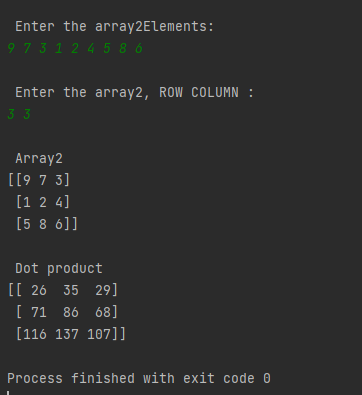 Enter the array2Elements:
9 7 3 1 2 4 5 8 6
Enter the array2, ROW COLUMN :
3 3
Array2
[[9 7 3]
 [1 2 4]
 [5 8 6]]
Dot product
[[ 26  35  29]
 [ 71  86  68]
 [116 137 107]]
Process finished with exit code 0